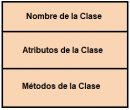 Nombre de la Clase
Atributos de la Clase
Métodos de la Clase